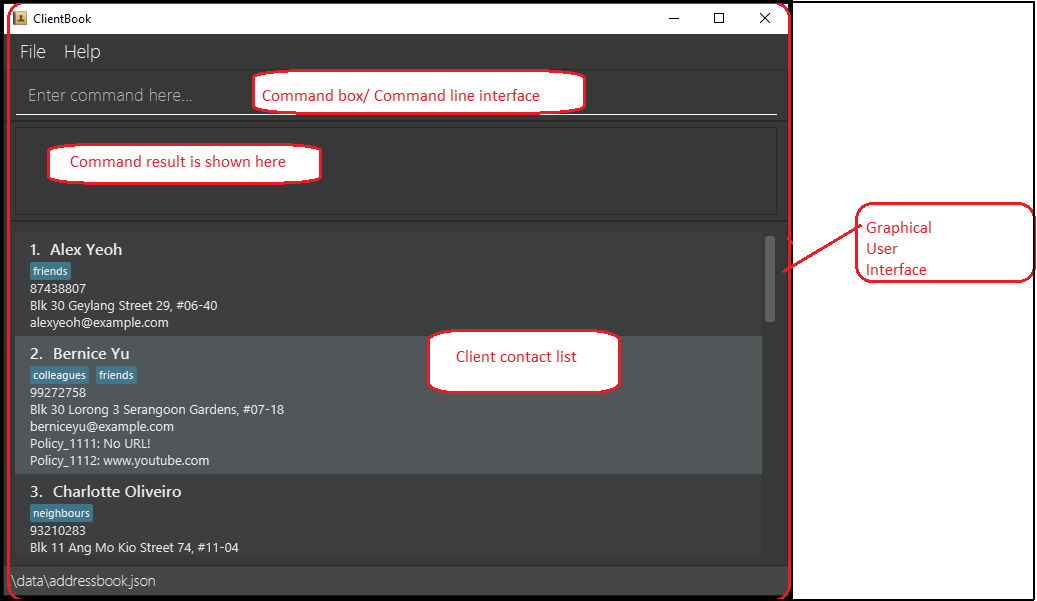 ClientBook
File Help
Enter command here...
Command box/ Command line interface
Command result is shown here
1. Alex Yeoh
friends
87438807
Blk 30 Geylang Street 29, #06-40
alexyeoh@example.com
2. Bernice Yu
colleagues friends
99272758
Blk 30 Lorong 3 Serangoon Gardens, #07-18
berniceyu@example.com
Policy_1111: No URL!
Policy_1112: www.youtube.com
Client contact list
3. Charlotte Oliveiro
neighbours
93210283
Blk 11 Ang Mo Kio Street 74, #11-04
.\data\addressbook.json
Graphical
User
Interface